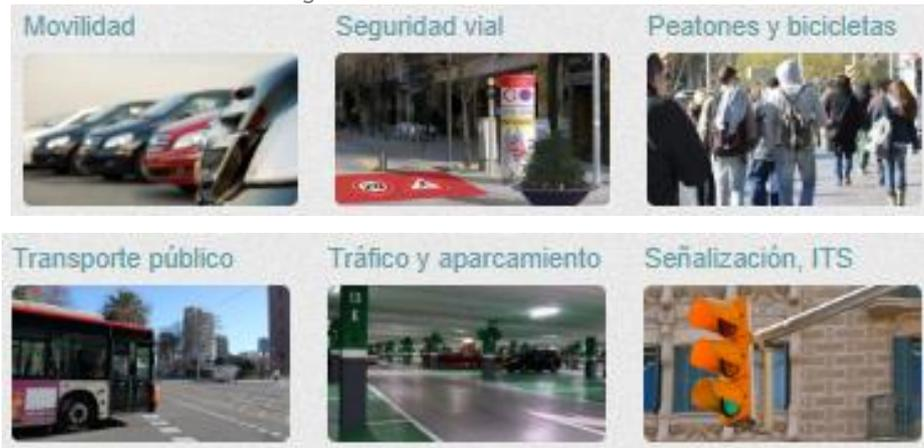 Movilidad
Seguridad vial
Peatones y bicicletas
Transporte público
Tráfico y aparcamiento
Señalización, ITS